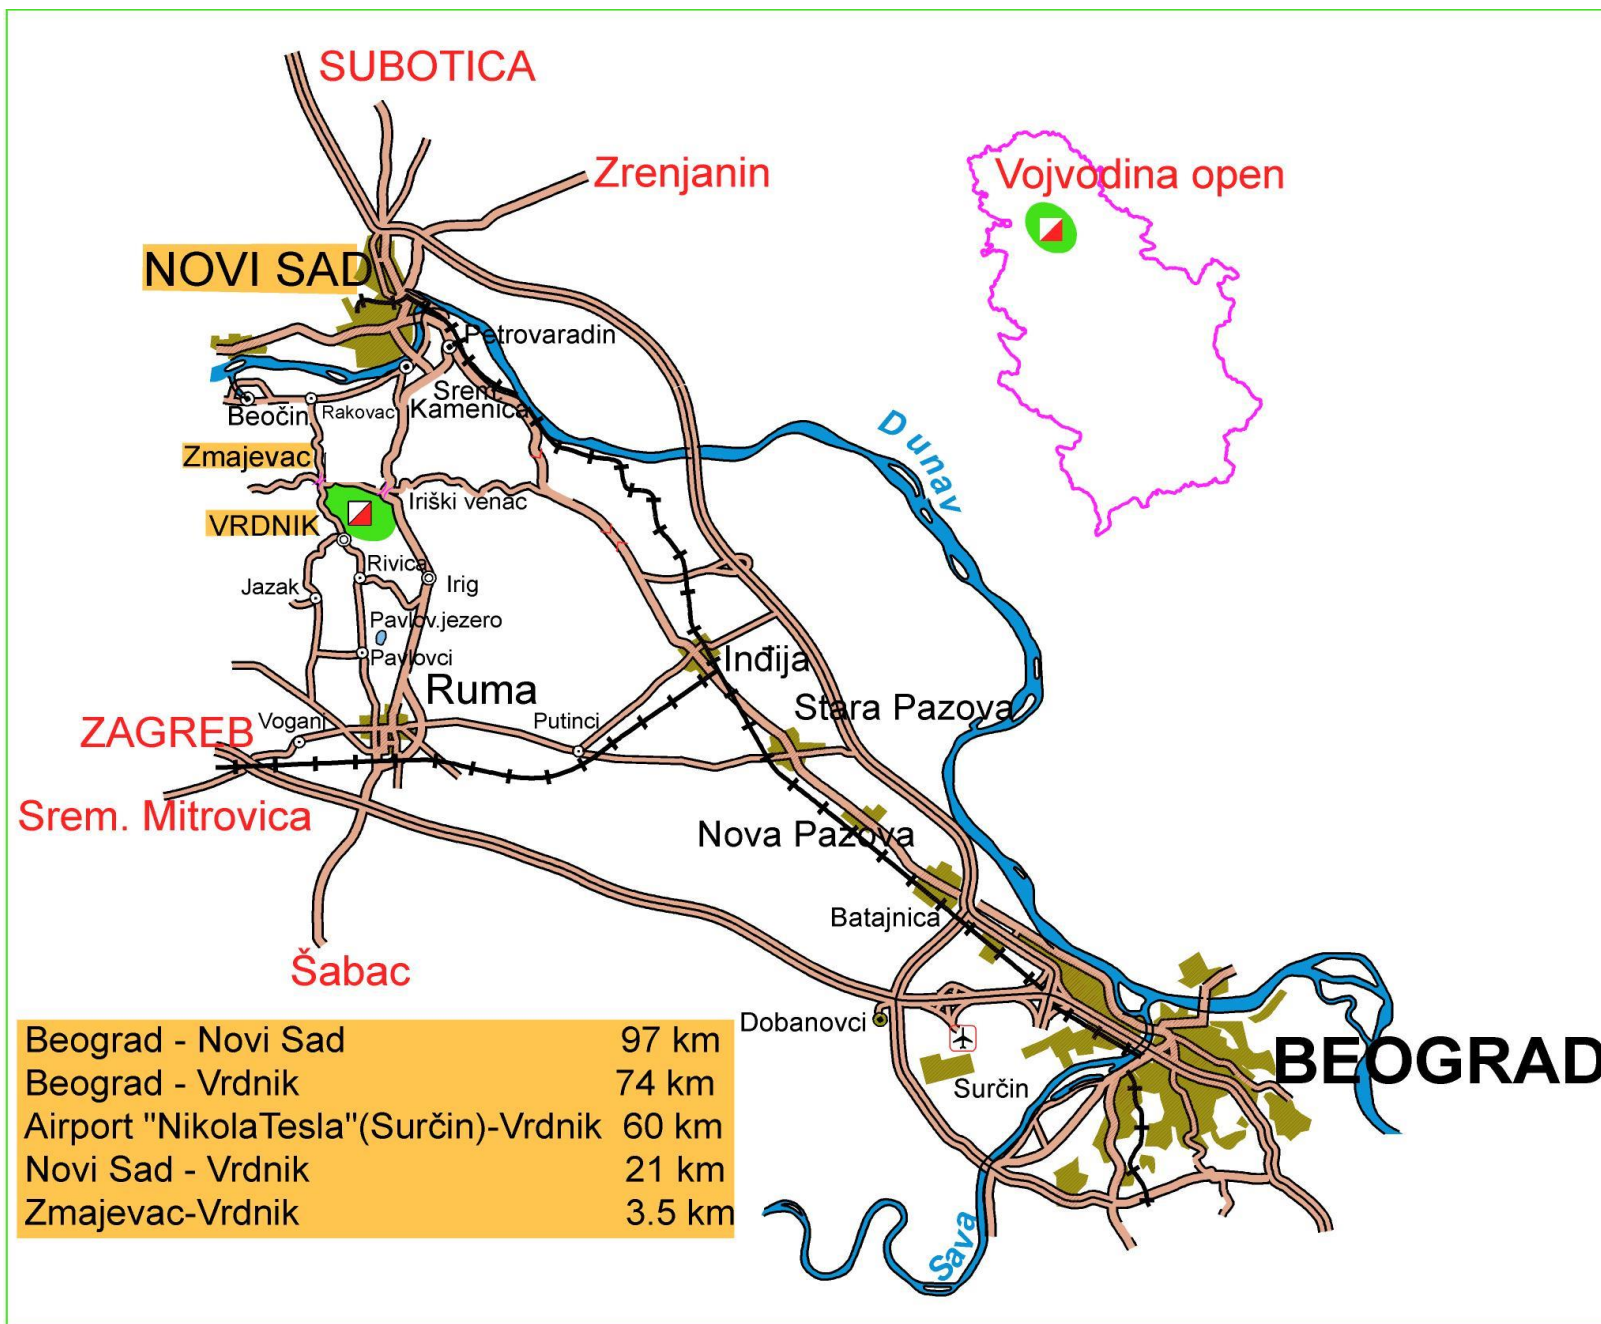 SUBOTICA
Zrenjanin
Vojvodina open
NOVI SAD
Petrovaradin
Srem.
Kamenica
Beočin
Rakovac
Dunav
Zmajevac
Iriški venac
VRDNIK
Rivica
Jazak
Irig
Pavlov.jezero
Pavlovci
Inđija
Ruma
Stara Pazova
Voganj
Putinci
ZAGREB
Srem. Mitrovica
Nova Pazova
Batajnica
Šabac
Dobanovci
Surčin
BEOGRAD
Sava
Beograd - Novi Sad 97 km
Beograd - Vrdnik 74 km
Airport "NikolaTesla"(Surčin)-Vrdnik 60 km
Novi Sad - Vrdnik 21 km
Zmajevac-Vrdnik 3.5 km